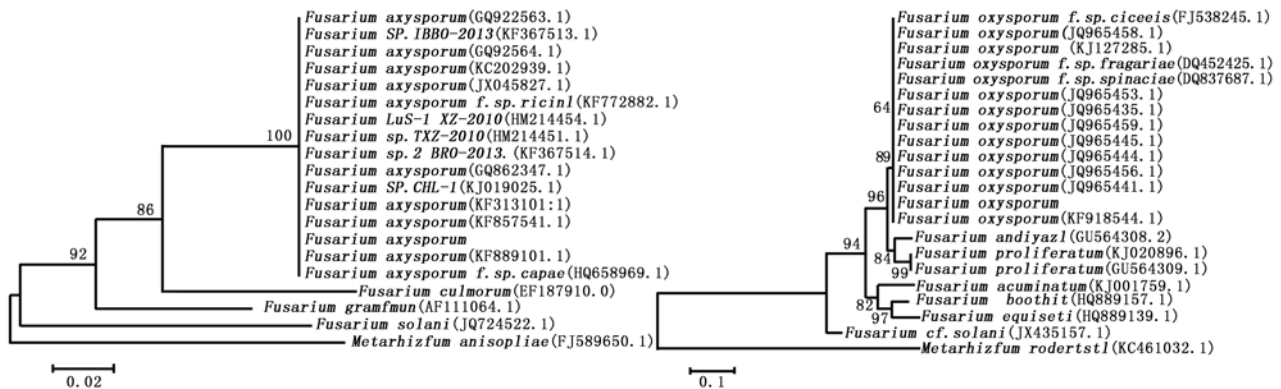 Fusarium axysporum(GQ922563.1)
Fusarium SP.IBBO-2013(KF367513.1)
Fusarium axysporum(GQ92564.1)
Fusarium axysporum(KC202939.1)
Fusarium axysporum(JX045827.1)
Fusarium axysporum f.sp.ricinl(KF772882.1)
Fusarium LuS-1 XZ-2010(HM214454.1)
Fusarium sp.TXZ-2010(HM214451.1)
Fusarium sp.2 BRO-2013.(KF367514.1)
Fusarium axysporum(GQ862347.1)
Fusarium SP.CHL-1(KJ019025.1)
Fusarium axysporum(KF313101:1)
Fusarium axysporum(KF857541.1)
Fusarium axysporum
Fusarium axysporum(KF889101.1)
Fusarium axysporum f.sp.capae(HQ658969.1)
Fusarium culmorum(EF187910.0)
Fusarium gramfmun(AF111064.1)
Fusarium solani(JQ724522.1)
Metarhizfum anisopliae(FJ589650.1)
100
86
92
0.02
Fusarium oxysporum f.sp.ciceeis(FJ538245.1)
Fusarium oxysporum(JQ965458.1)
Fusarium oxysporum (KJ127285.1)
Fusarium oxysporum f.sp.fragariae(DQ452425.1)
Fusarium oxysporum f.sp.spinaciae(DQ837687.1)
Fusarium oxysporum(JQ965453.1)
Fusarium oxysporum(JQ965435.1)
Fusarium oxysporum(JQ965459.1)
Fusarium oxysporum(JQ965445.1)
Fusarium oxysporum(JQ965444.1)
Fusarium oxysporum(JQ965456.1)
Fusarium oxysporum(JQ965441.1)
Fusarium oxysporum
Fusarium oxysporum(KF918544.1)
Fusarium andiyazl(GU564308.2)
Fusarium proliferatum(KJ020896.1)
Fusarium proliferatum(GU564309.1)
Fusarium acuminatum(KJ001759.1)
Fusarium boothit(HQ889157.1)
Fusarium equiseti(HQ889139.1)
Fusarium cf.solani(JX435157.1)
Metarhizfum rodertstl(KC461032.1)
64
89
96
94
84
99
82
97
0.1